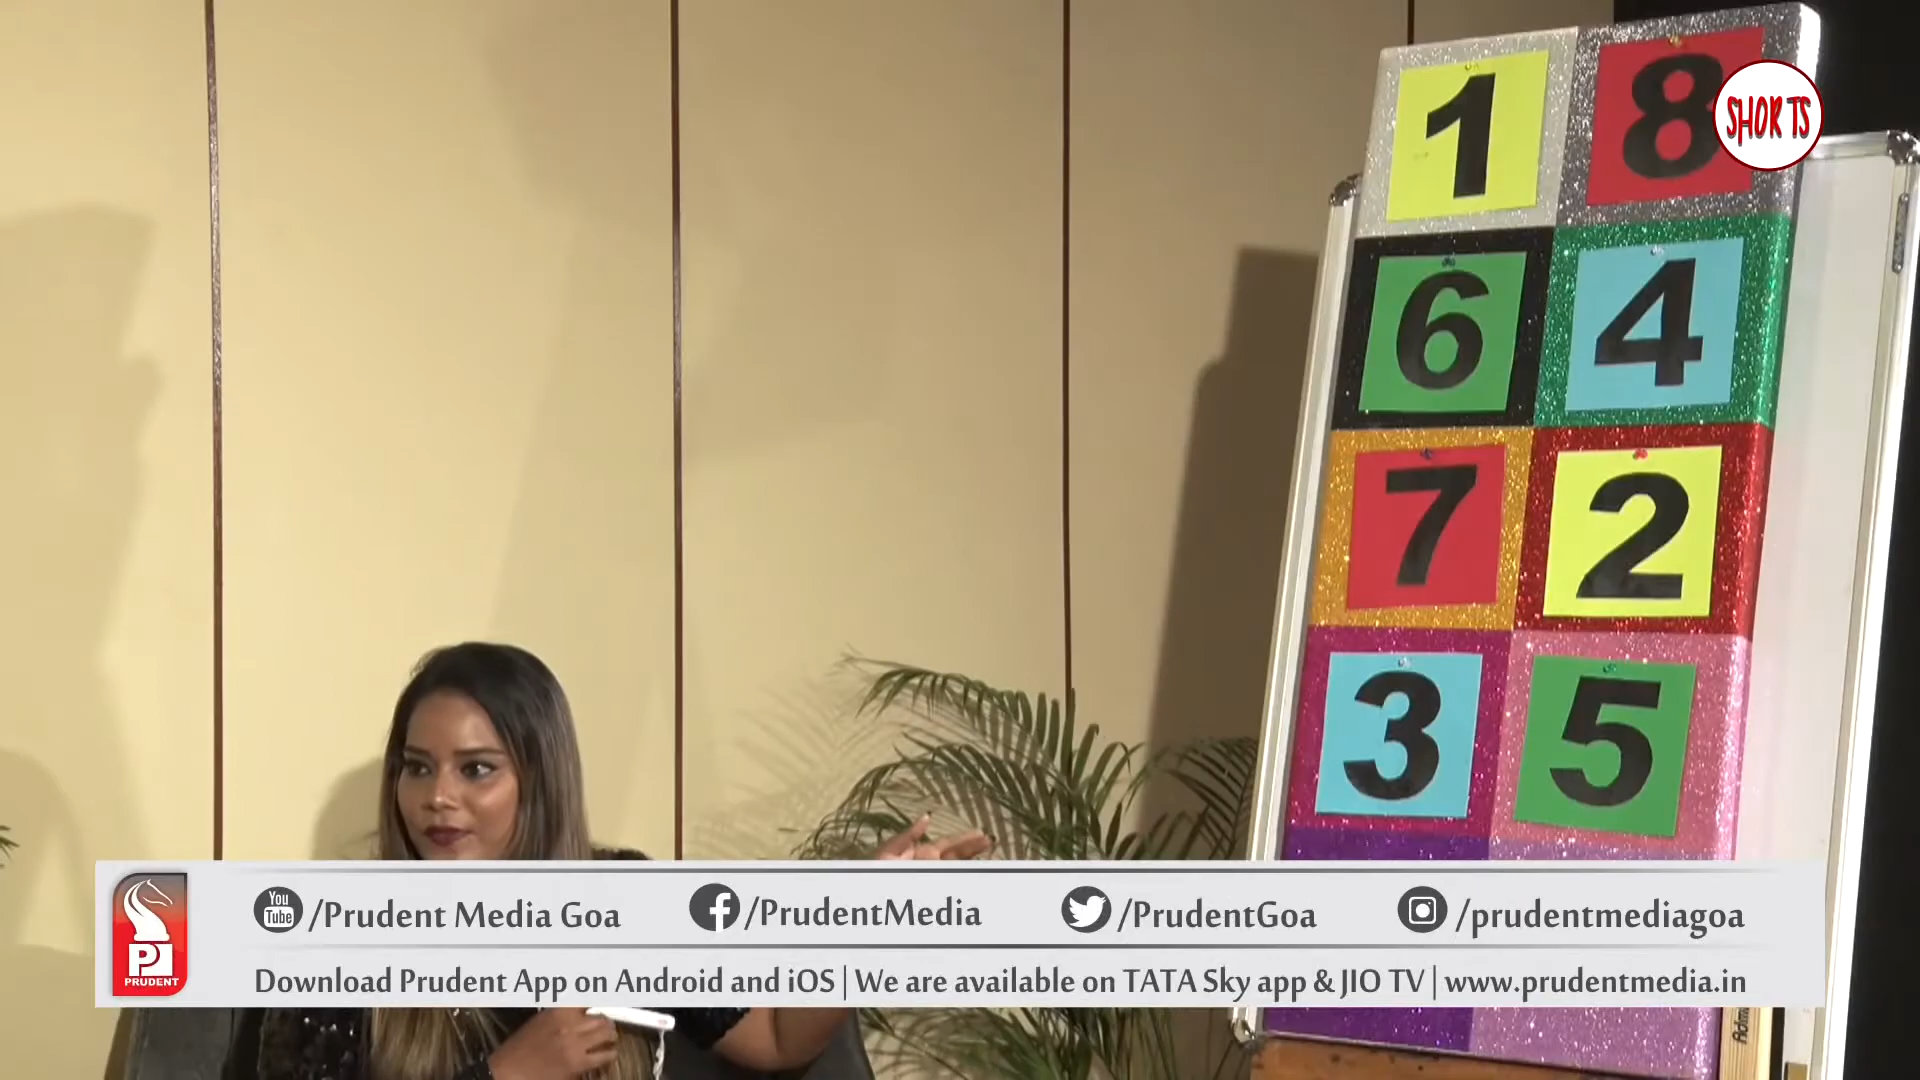 1 8
SHORTS
6 4
7 2
3 5
You Tube /Prudent Media Goa /PrudentMedia /PrudentGoa /prudentmediagoa
PRUDENT
Download Prudent App on Android and iOS | We are available on TATA Sky app & JIO TV | www.prudentmedia.in